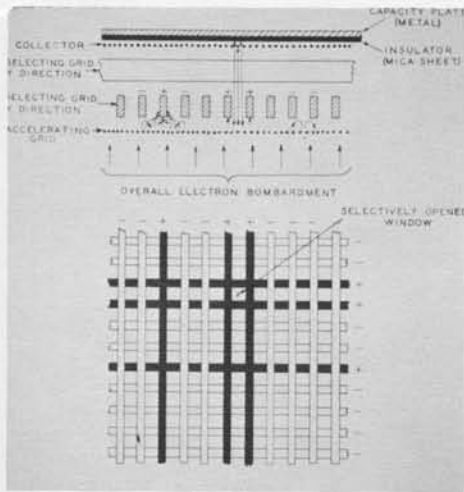 CAPACITY PLATE
(METAL)
COLLECTOR
INSULATOR
(MICA SHEET)
SELECTING GRID
Y DIRECTION
SELECTING GRID
DIRECTION
ACCELERATING
GRID
OVERALL ELECTRON BOMBARDMENT
SELECTIVELY OPENED
WINDOW